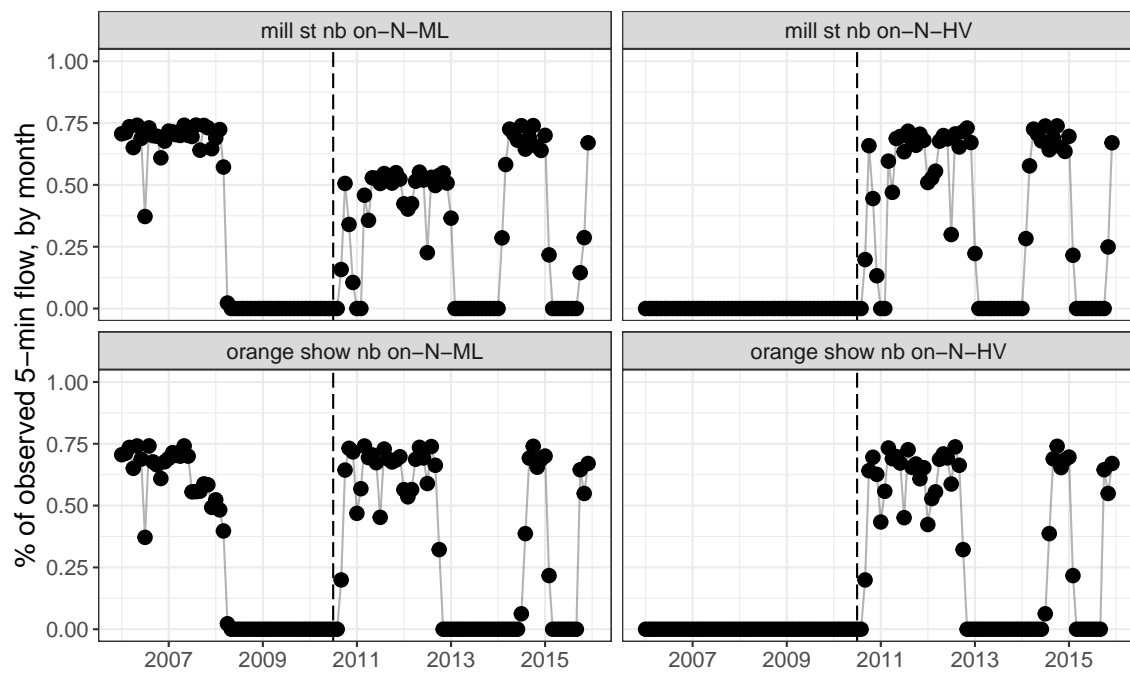 mill st nb on−N−ML
mill st nb on−N−HV
1.00
0.75
0.50
0.25
0.00
orange show nb on−N−ML
orange show nb on−N−HV
1.00
0.75
0.50
0.25
0.00
2007 2009 2011 2013 2015
2007 2009 2011 2013 2015
% of observed 5−min flow, by month